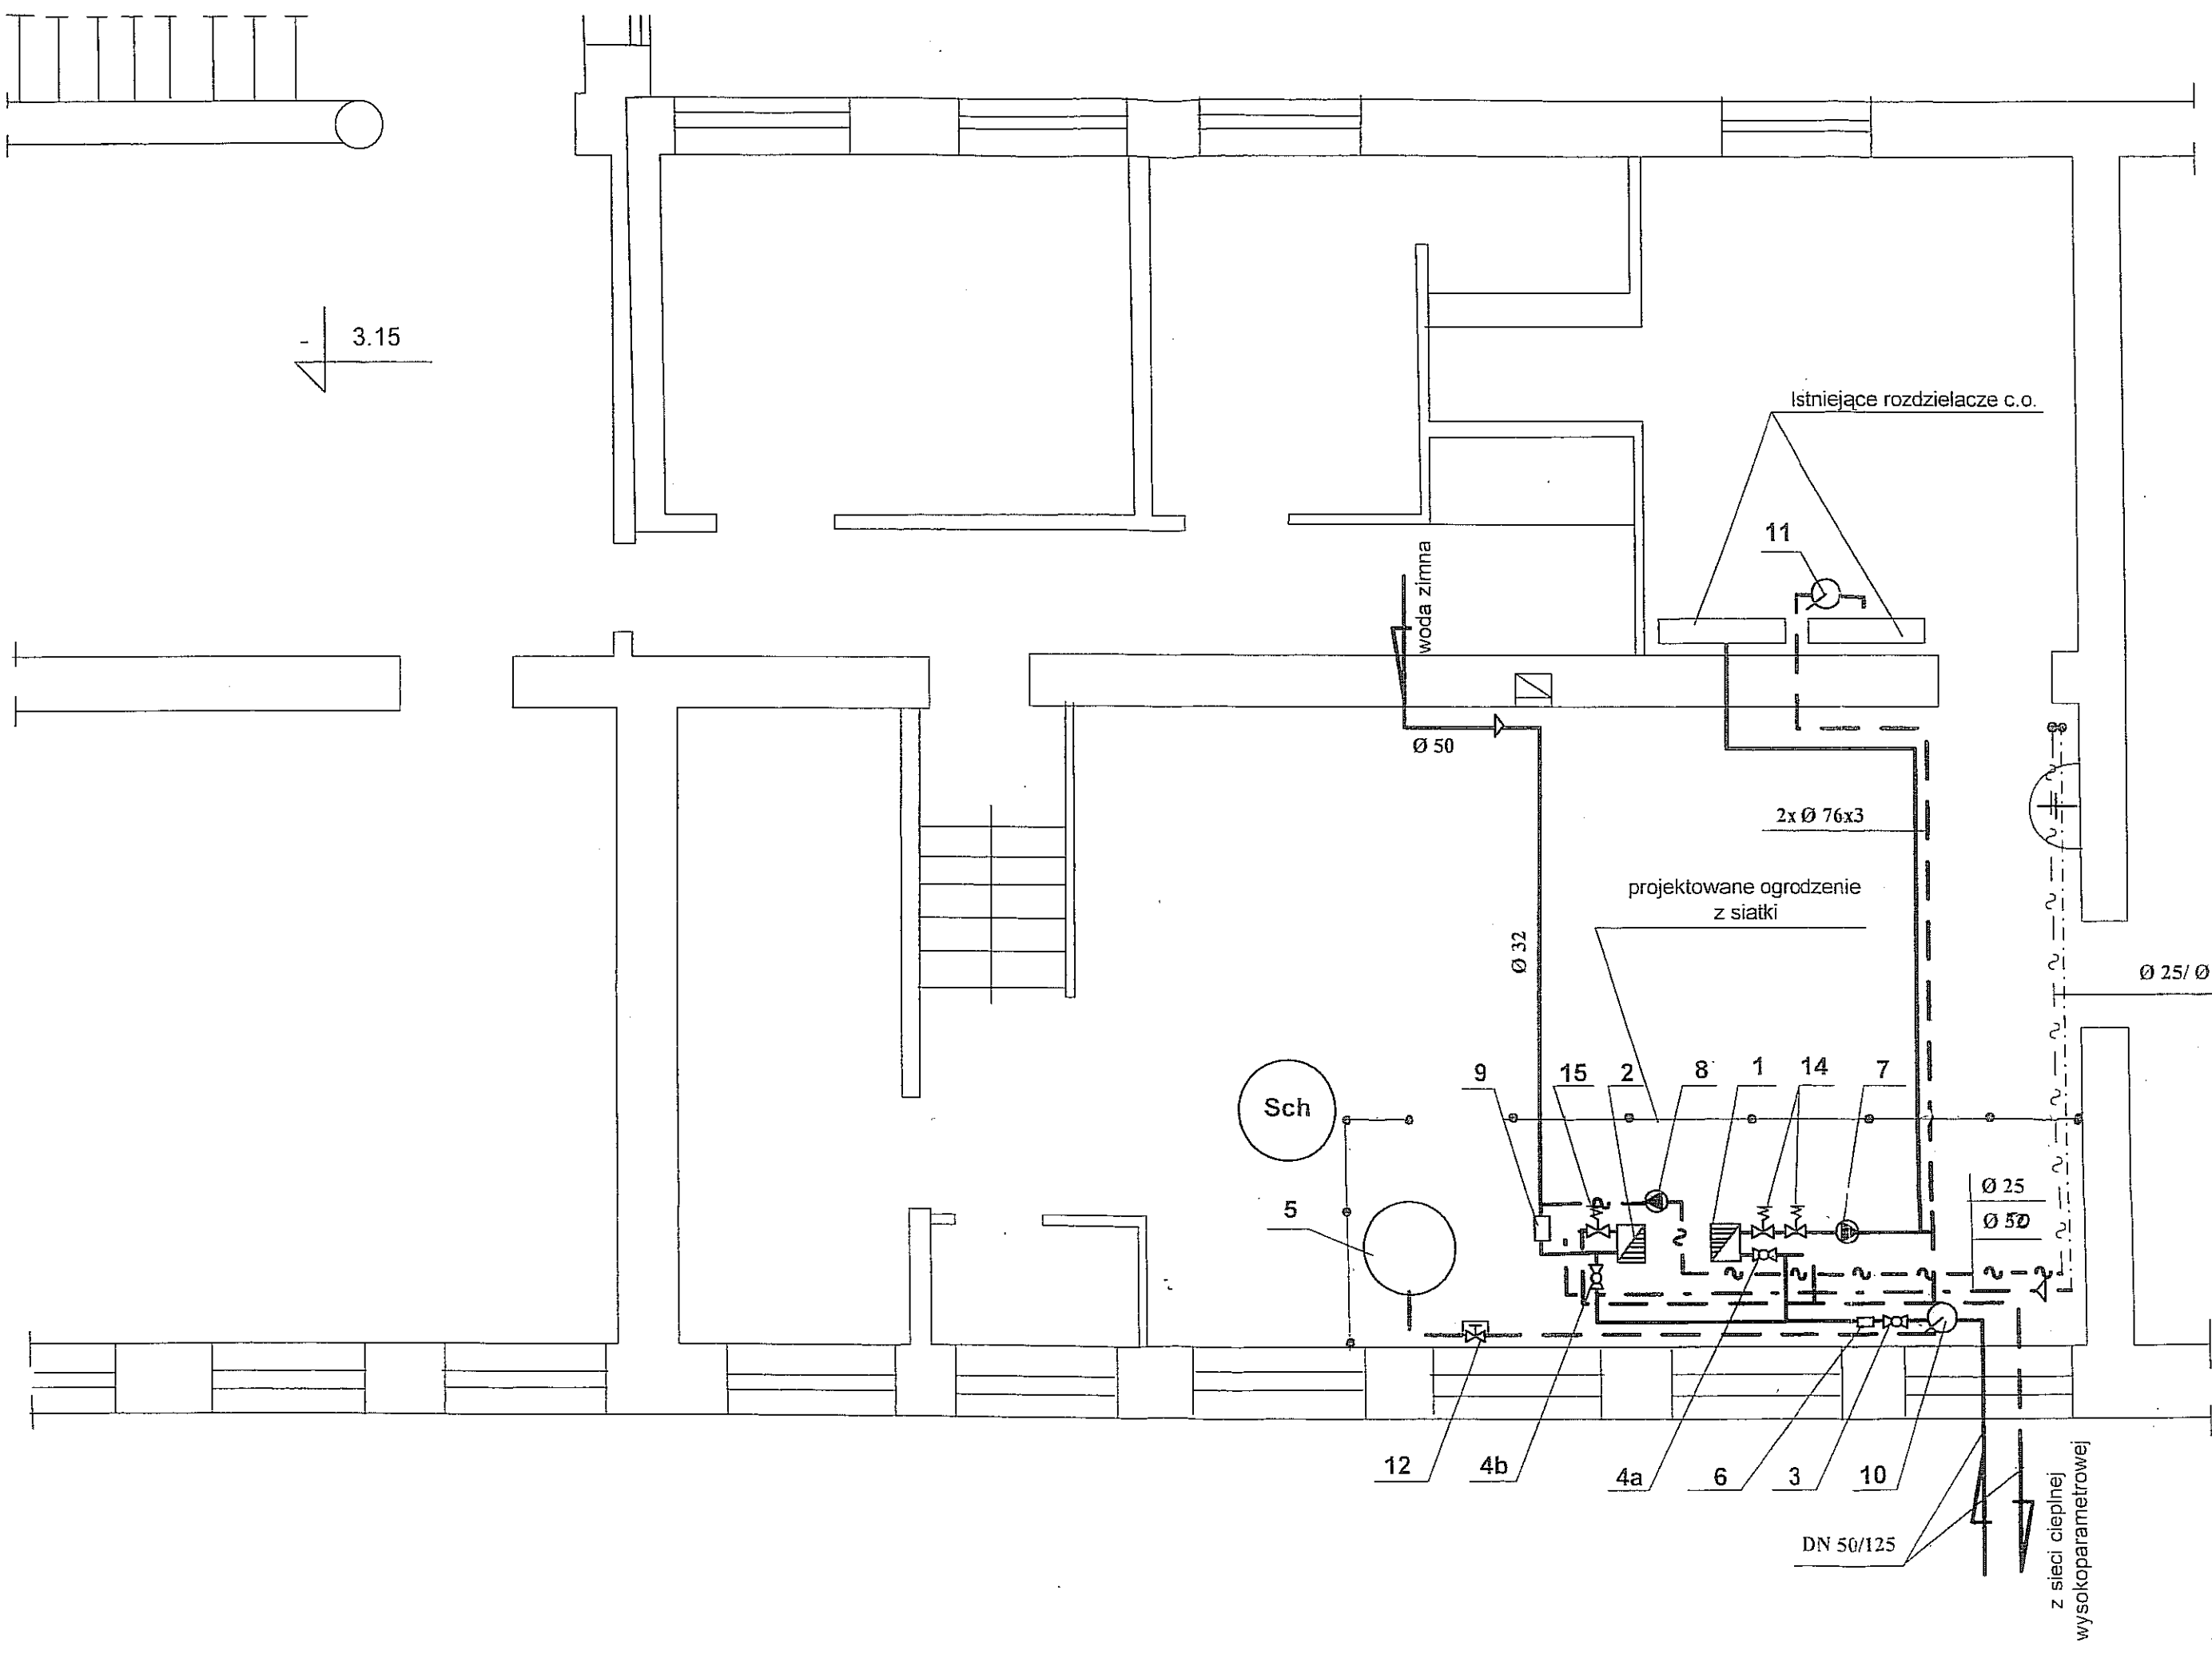 - 3.15
Istniejące rozdzielacze c.o.
11
woda zimna
Ø 50
2x Ø 76x3
projektowane ogrodzenie
z siatki
Ø 32
Ø 25/ Ø
9
15
2
8
1
14
7
Sch
5
Ø 25
Ø 50
12
4b
4a
6
3
10
DN 50/125
z sieci cieplnej
wysokoparametrowej